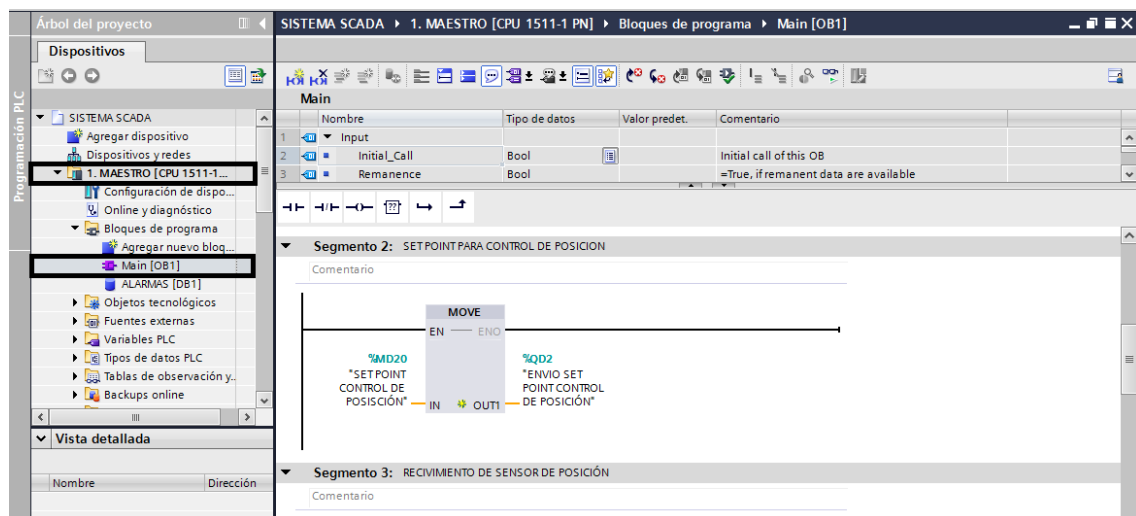 Árbol del proyecto
SISTEMA SCADA ▸ 1. MAESTRO [CPU 1511-1 PN] ▸ Bloques de programa ▸ Main [OB1]
Dispositivos
Programación PLC
SISTEMA SCADA
Agregar dispositivo
Dispositivos y redes
1. MAESTRO [CPU 1511-1...
Configuración de dispo...
Online y diagnóstico
Bloques de programa
Agregar nuevo bloq...
Main [OB1]
ALARMAS [DB1]
Objetos tecnológicos
Fuentes externas
Variables PLC
Tipos de datos PLC
Tablas de observación y..
Backups online
Vista detallada
Nombre Dirección
Main
Nombre Tipo de datos Valor predet. Comentario
1 Input
2 Initial_Call Bool Initial call of this OB
3 Remanence Bool =True, if remanent data are available
??
Segmento 2: SET POINT PARA CONTROL DE POSICION
Comentario
MOVE
EN ENO
%MD20
"SET POINT
CONTROL DE
POSISCIÓN"
IN OUT1
%QD2
"ENVIO SET
POINT CONTROL
DE POSICIÓN"
Segmento 3: RECIVIMIENTO DE SENSOR DE POSICIÓN
Comentario